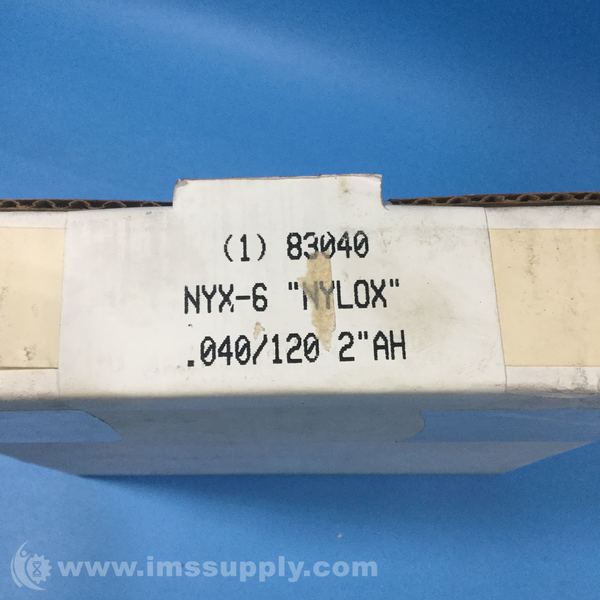 (1) 83040
NYX-6 "NYLOX"
.040/120 2"AH
www.imssupply.com